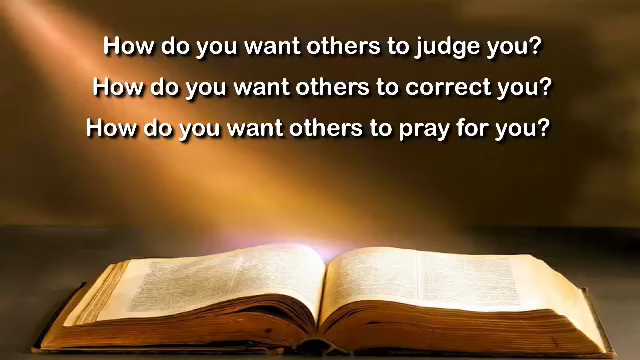 How do you want others to judge you?
How do you want others to correct you?
How do you want others to pray for you?